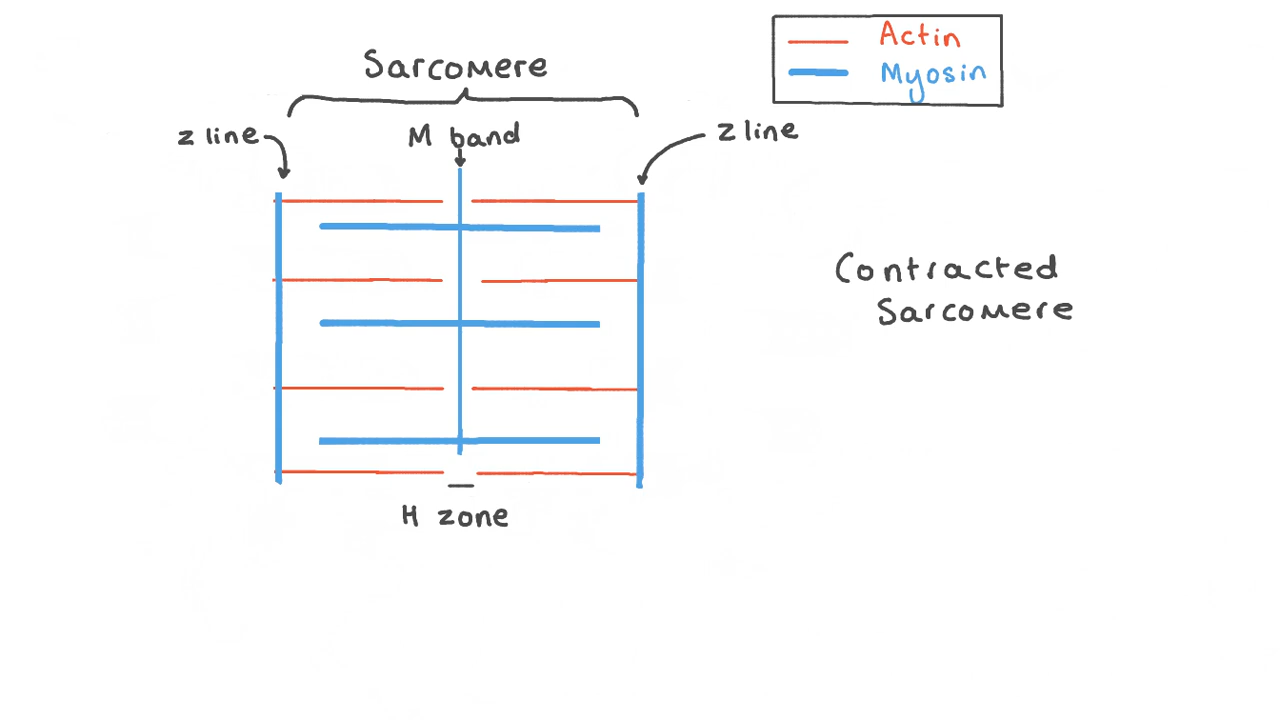 Actin
Myosin
Sarcomere
z line
M band
z line
Contracted
Sarcomere
H zone